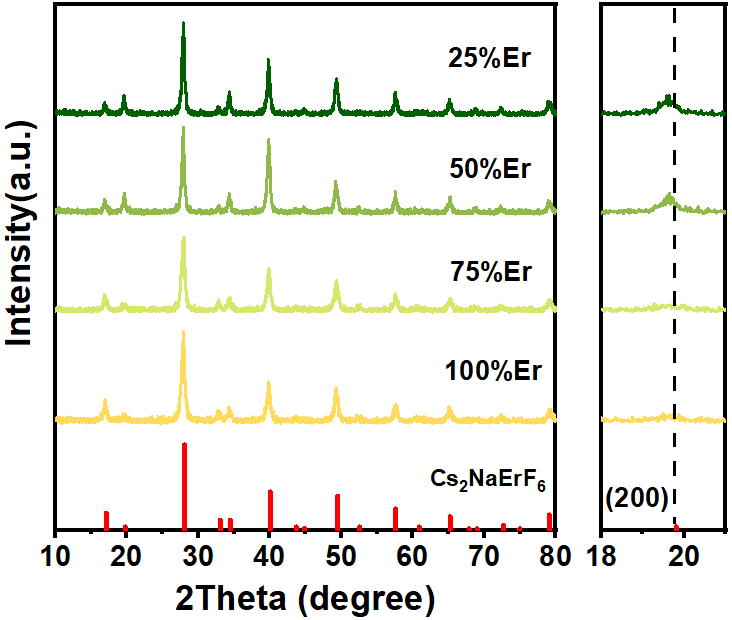 25%Er
50%Er
75%Er
100%Er
Cs₂NaErF₆
(200)
Intensity(a.u.)
10 20 30 40 50 60 70 80
18 20
2Theta (degree)